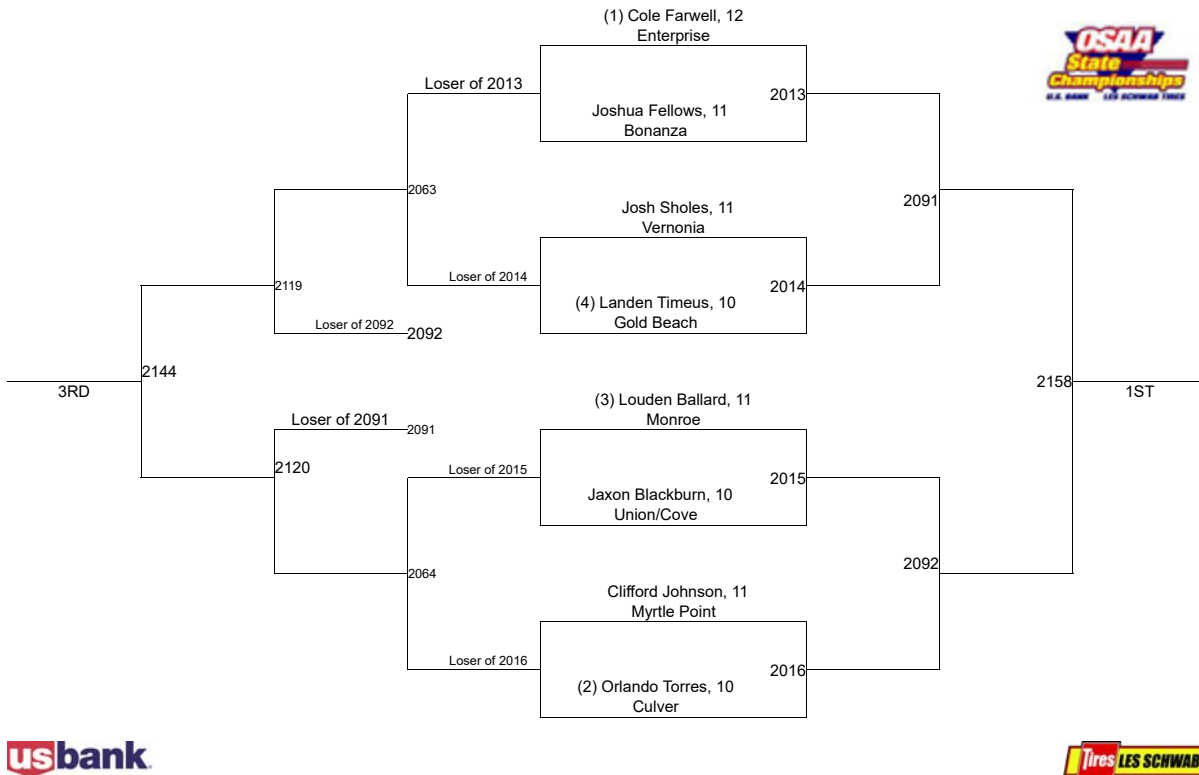 (1) Cole Farwell, 12
Enterprise
OSAA
State
Championships
U.S. BANK LES SCHWAB TIRES
Loser of 2013
2013
Joshua Fellows, 11
Bonanza
2063
2091
Josh Sholes, 11
Vernonia
Loser of 2014
2014
2119
(4) Landen Timeus, 10
Gold Beach
Loser of 2092
2092
2144
3RD
2158
1ST
(3) Louden Ballard, 11
Monroe
Loser of 2091
2091
2120
Loser of 2015
2015
Jaxon Blackburn, 10
Union/Cove
2064
2092
Clifford Johnson, 11
Myrtle Point
Loser of 2016
2016
(2) Orlando Torres, 10
Culver
usbank
Tires LES SCHWAB